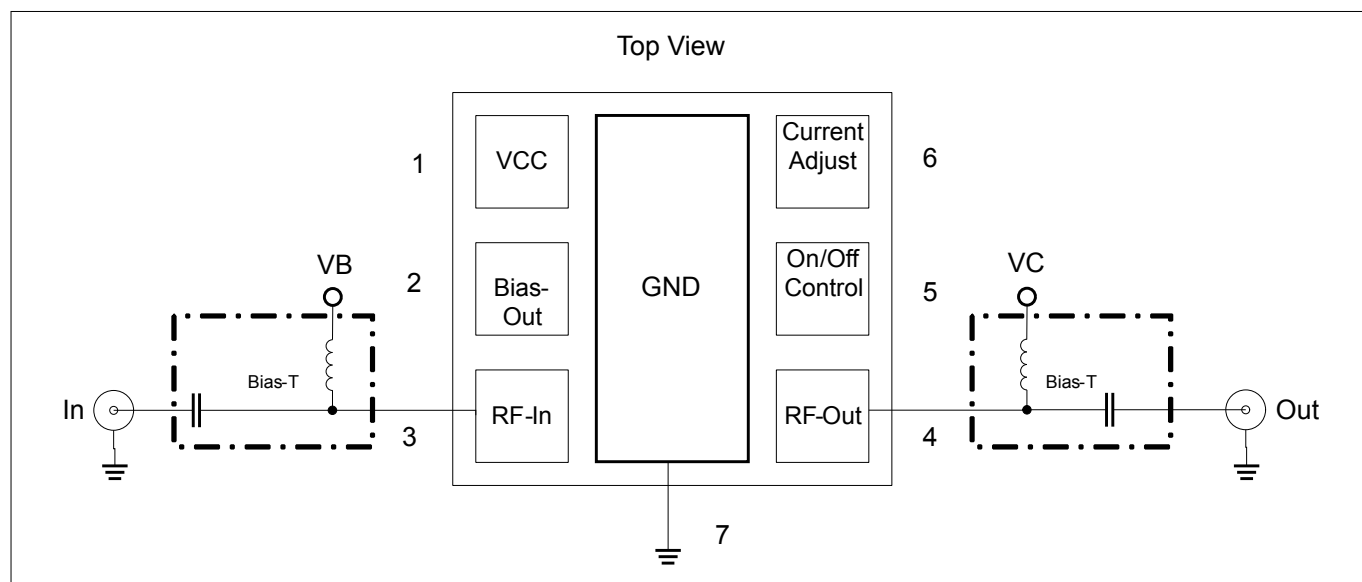 Top View
1
VCC
GND
Current
Adjust
6
VB
2
Bias-
Out
On/Off
Control
5
VC
Bias-T
Bias-T
In
3
RF-In
RF-Out
4
Out
7